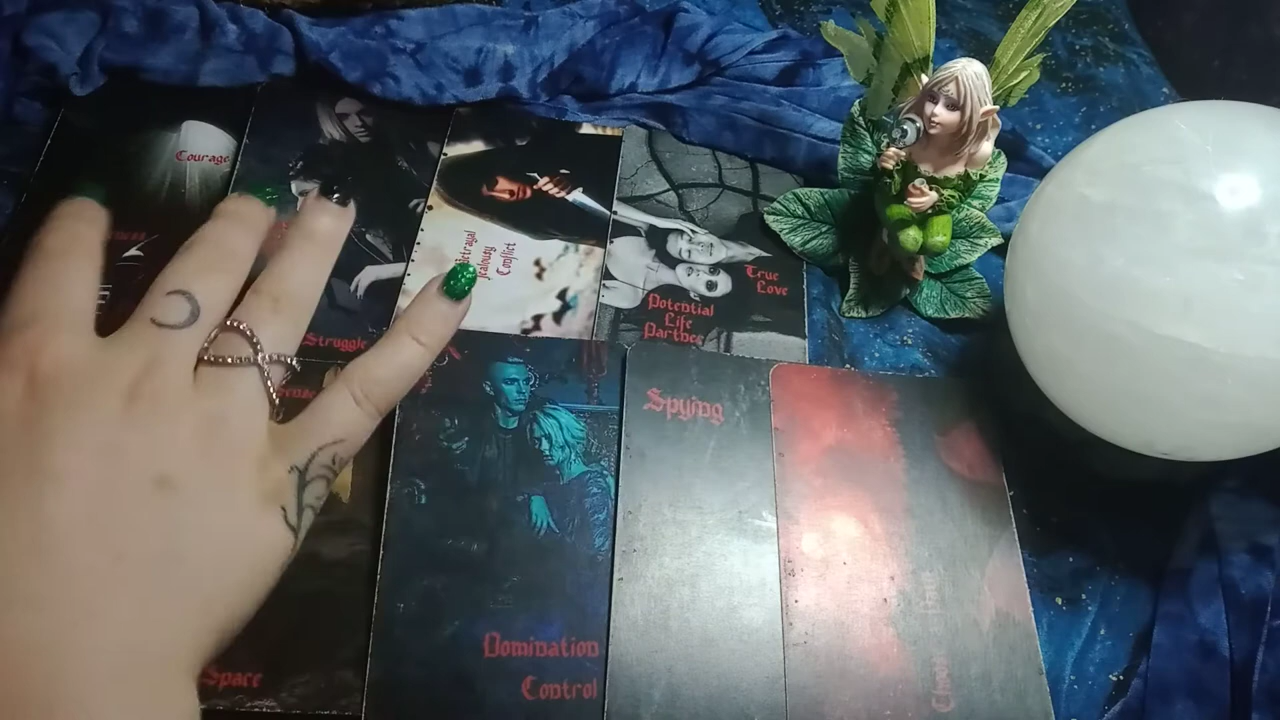 Courage
Struggle
Betrayal
Jealousy
Conflict
True
Love
Potential
Life
Partner
Spying
Domination
Control
Space